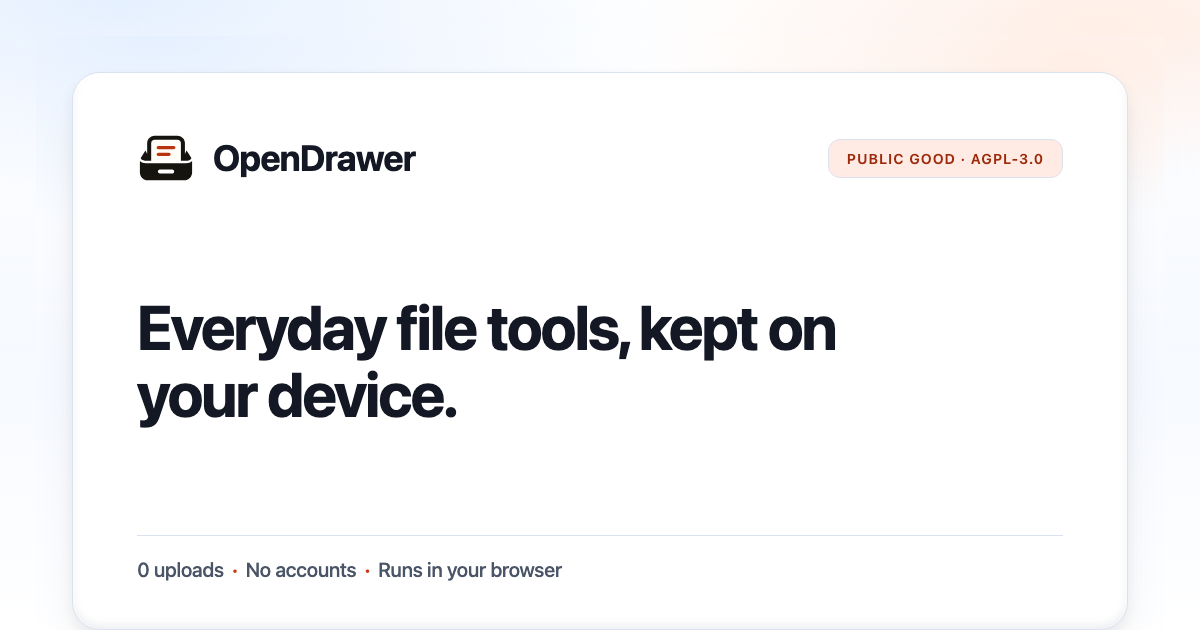 OpenDrawer
PUBLIC GOOD · AGPL-3.0
Everyday file tools, kept on
your device.
0 uploads · No accounts · Runs in your browser